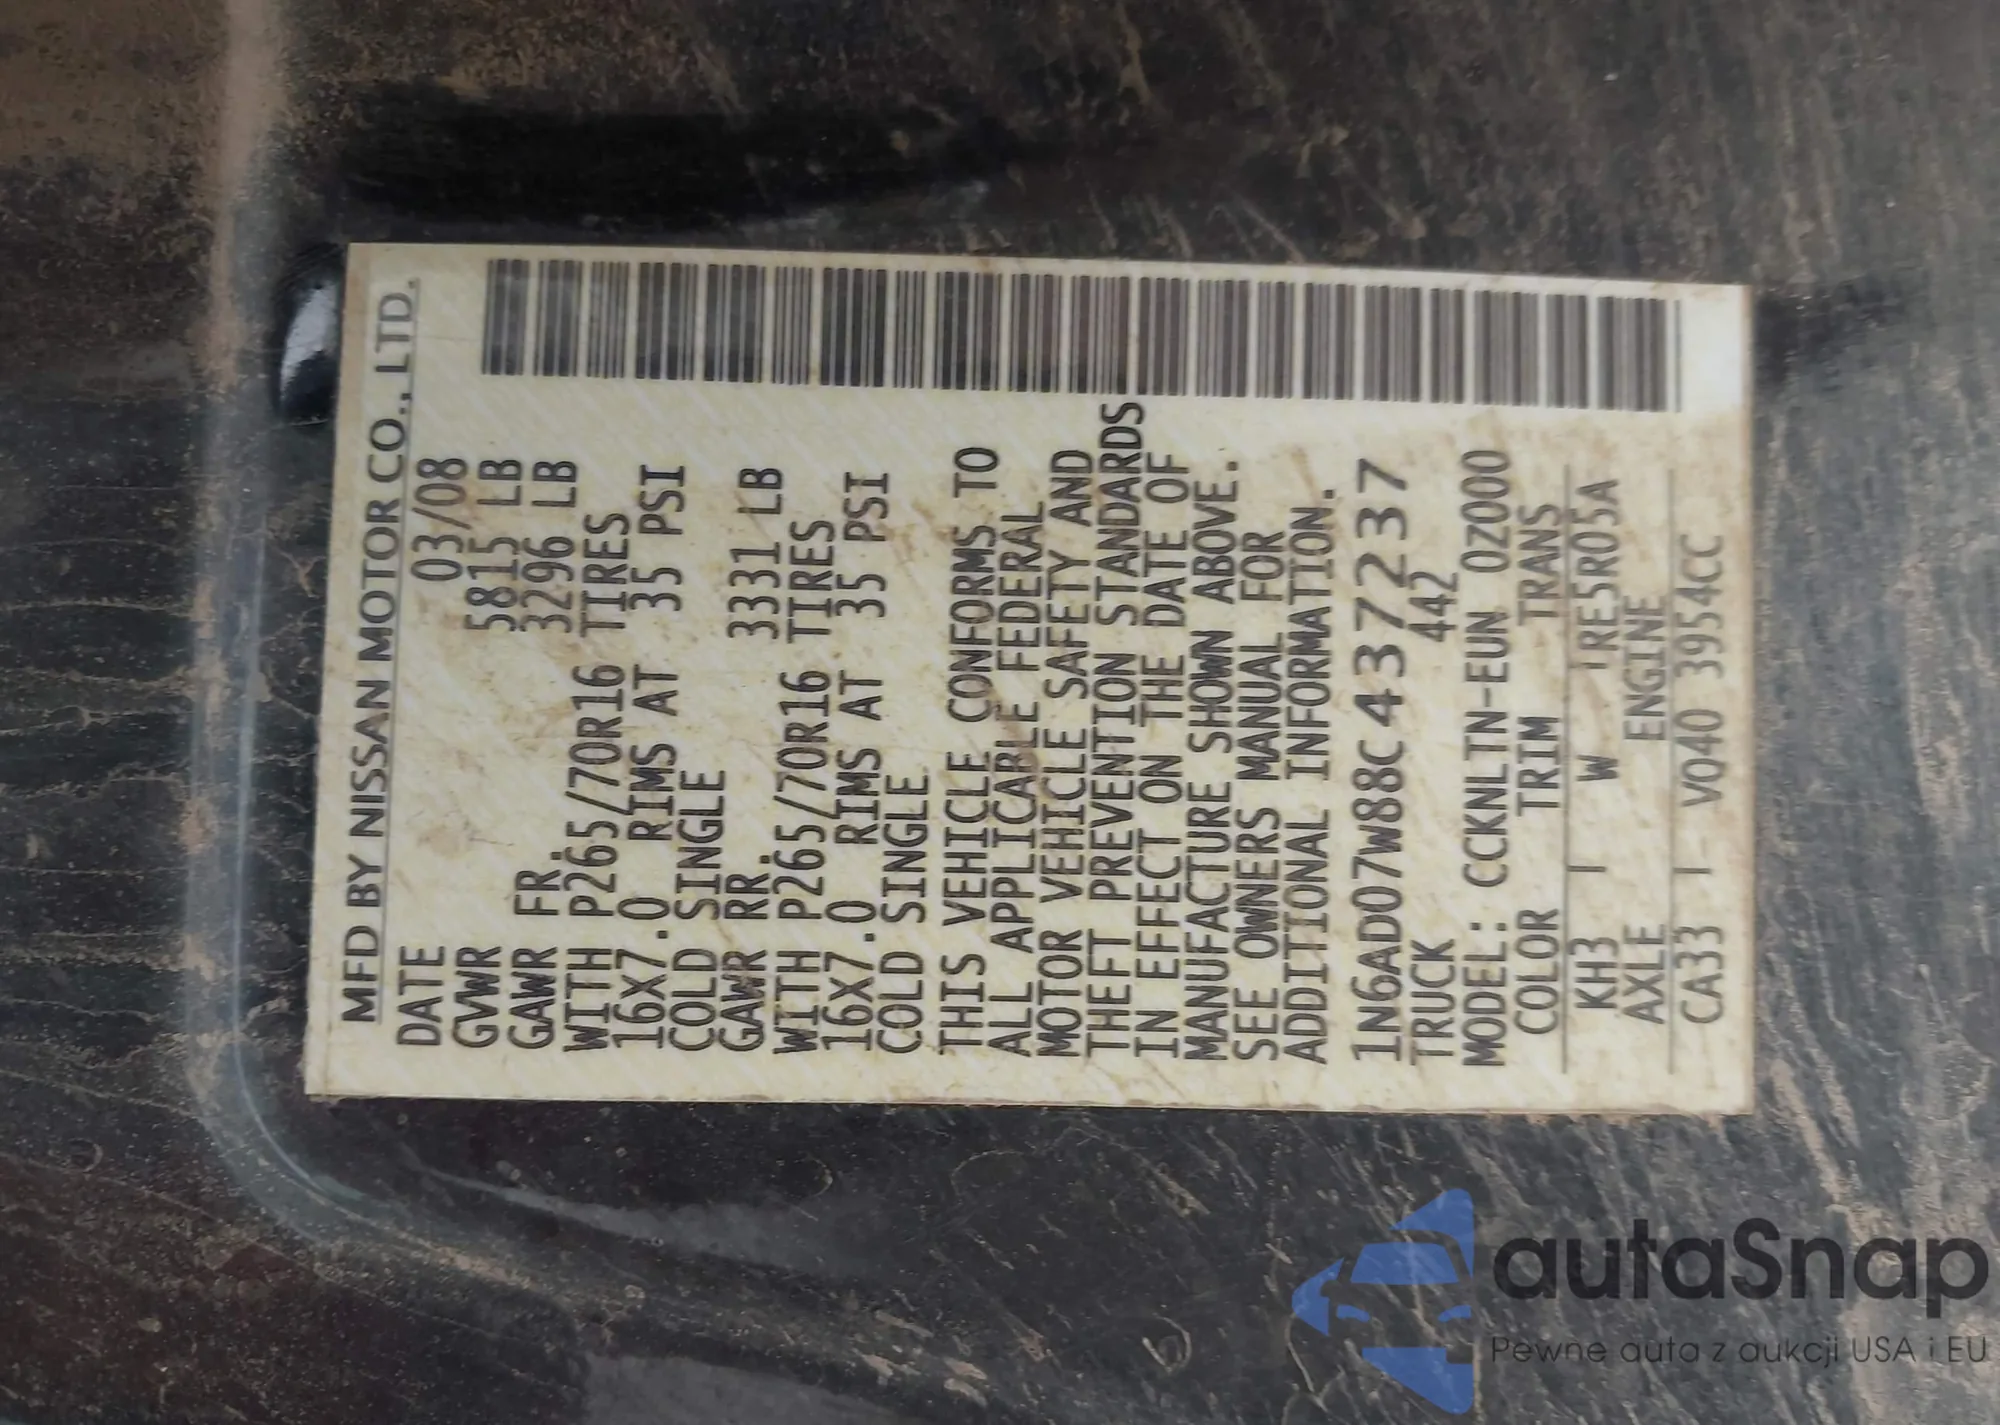 MFD BY NISSAN MOTOR CO., LTD.
DATE 03/08
GVWR 5815 LB
GAWR FR. 3296 LB
WITH P265/70R16 TIRES
16X7.0 RIMS AT 35 PSI
COLD SINGLE
GAWR RR. 3331 LB
WITH P265/70R16 TIRES
16X7.0 RIMS AT 35 PSI
COLD SINGLE
THIS VEHICLE CONFORMS TO
ALL APPLICABLE FEDERAL
MOTOR VEHICLE SAFETY AND
THEFT PREVENTION STANDARDS
IN EFFECT ON THE DATE OF
MANUFACTURE SHOWN ABOVE.
SEE OWNERS MANUAL FOR
ADDITIONAL INFORMATION.
1N6AD07W88C437237
TRUCK 442
MODEL: CCKNLTN-EUN 0Z000
COLOR TRIM TRANS
KH3 W RE5R05A
AXLE ENGINE
CA33 VQ40 3954CC
autaSnap
Pewne auta z aukcji USA i EU